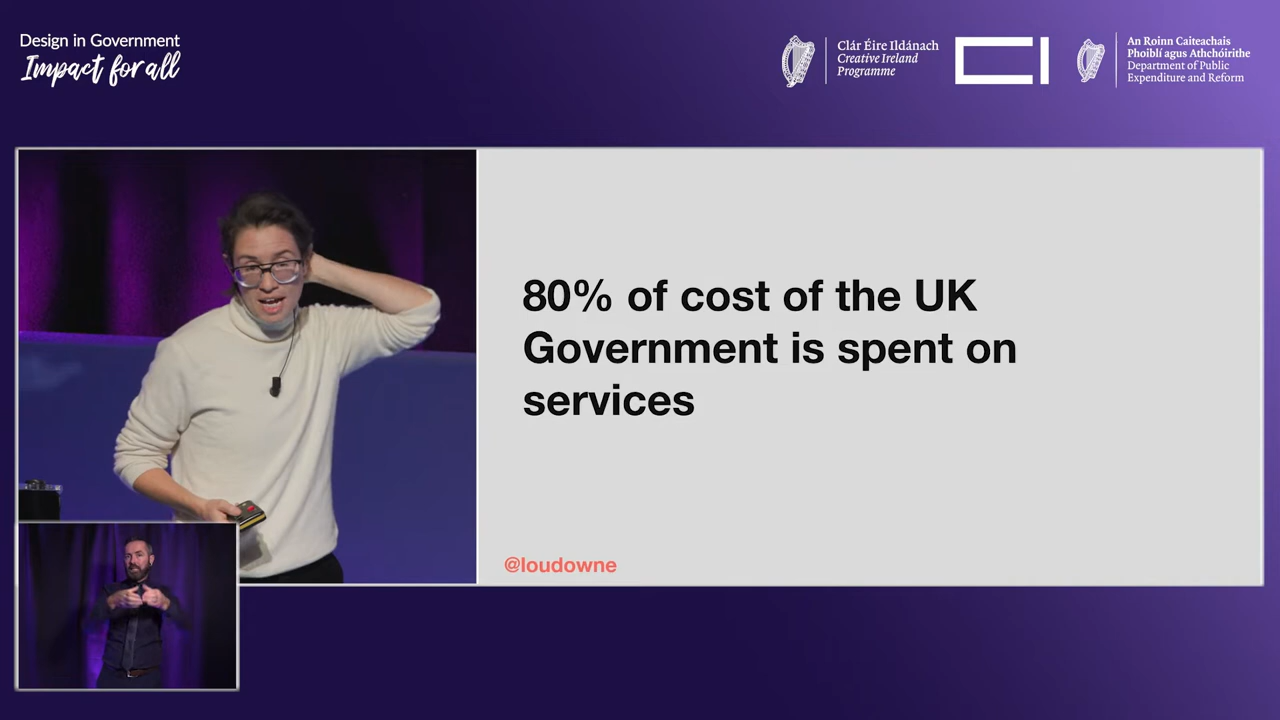 Design in Government
Impact for all
Clár Éire Ildánach
Creative Ireland
Programme
CI
An Roinn Caiteachais
Phoiblí agus Athchóirithe
Department of Public
Expenditure and Reform
80% of cost of the UK
Government is spent on
services
@loudowne